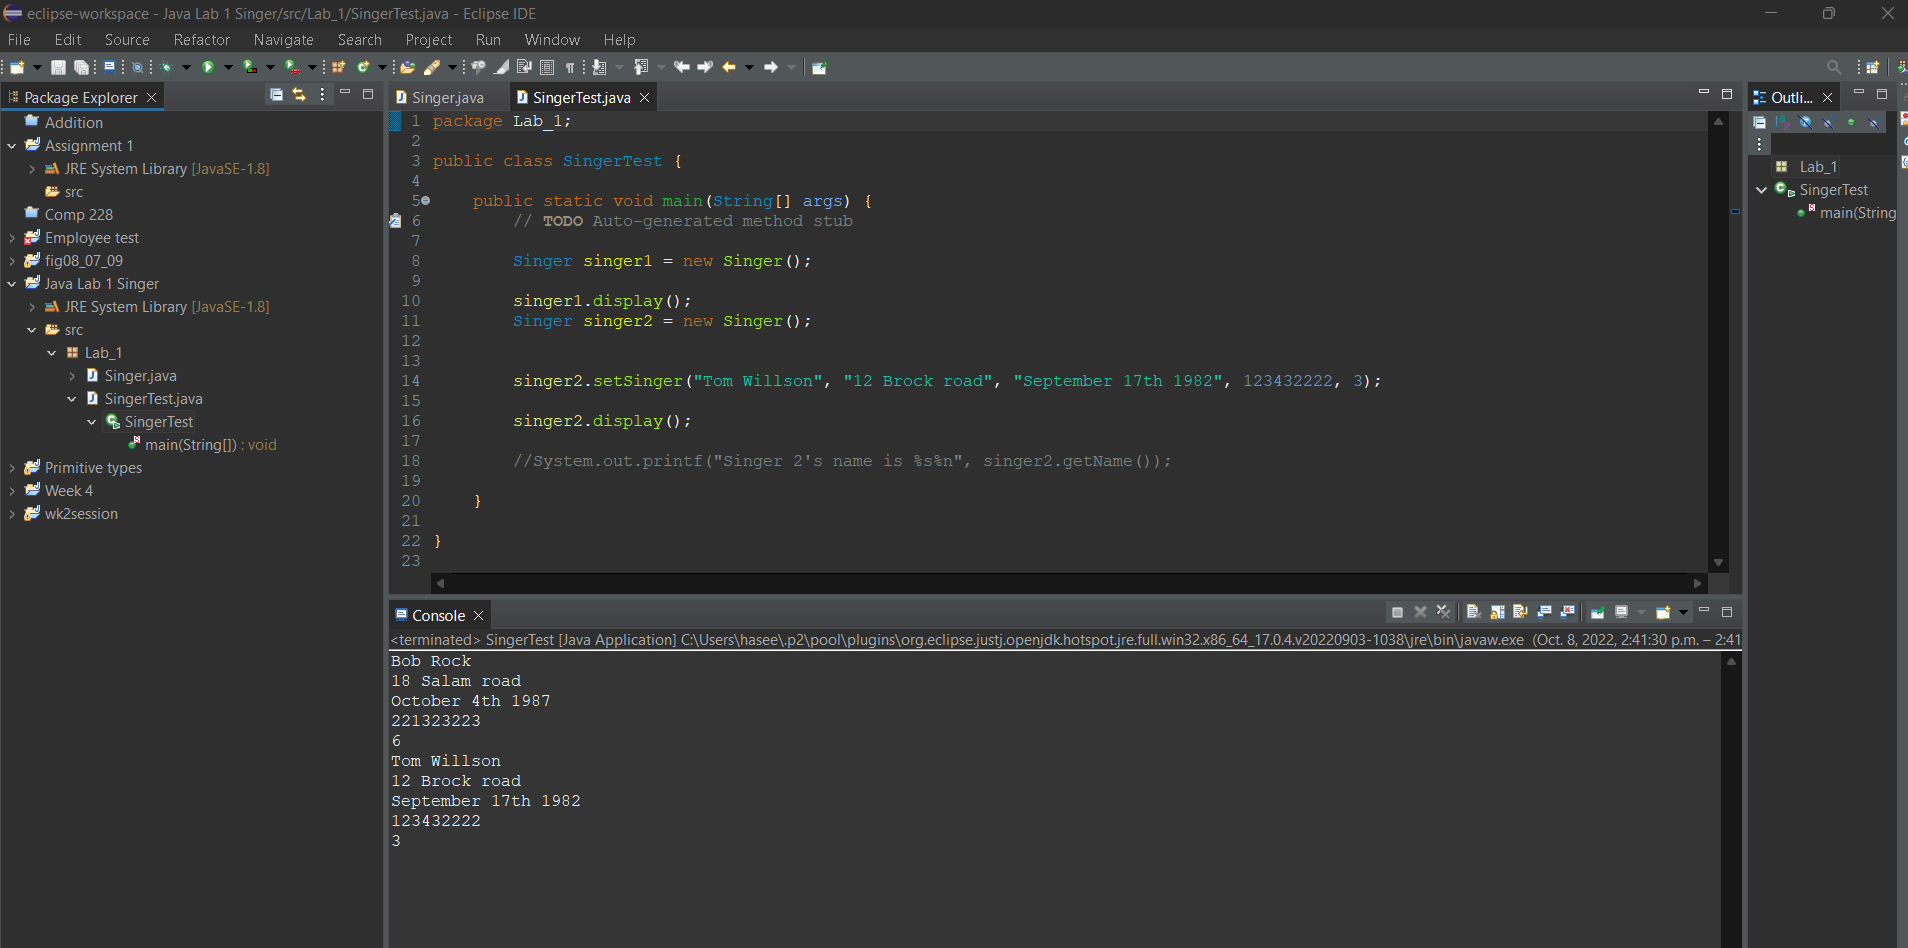 eclipse-workspace - Java Lab 1 Singer/src/Lab_1/SingerTest.java - Eclipse IDE
File Edit Source Refactor Navigate Search Project Run Window Help
Package Explorer
Addition
Assignment 1
JRE System Library [JavaSE-1.8]
src
Comp 228
Employee test
fig08_07_09
Java Lab 1 Singer
JRE System Library [JavaSE-1.8]
src
Lab_1
Singer.java
SingerTest.java
SingerTest
main(String[]) : void
Primitive types
Week 4
wk2session
Singer.java SingerTest.java
1 package Lab_1;
2
3 public class SingerTest {
4
5 public static void main(String[] args) {
6 // TODO Auto-generated method stub
7
8 Singer singer1 = new Singer();
9
10 singer1.display();
11 Singer singer2 = new Singer();
12
13
14 singer2.setSinger("Tom Willson", "12 Brock road", "September 17th 1982", 123432222, 3);
15
16 singer2.display();
17
18 //System.out.printf("Singer 2's name is %s%n", singer2.getName());
19
20 }
21
22 }
23
Console
<terminated> SingerTest [Java Application] C:\Users\hasee\.p2\pool\plugins\org.eclipse.justj.openjdk.hotspot.jre.full.win32.x86_64_17.0.4.v20220903-1038\jre\bin\javaw.exe (Oct. 8, 2022, 2:41:30 p.m. – 2:41
Bob Rock
18 Salam road
October 4th 1987
221323223
6
Tom Willson
12 Brock road
September 17th 1982
123432222
3
Outli...
Lab_1
SingerTest
main(String